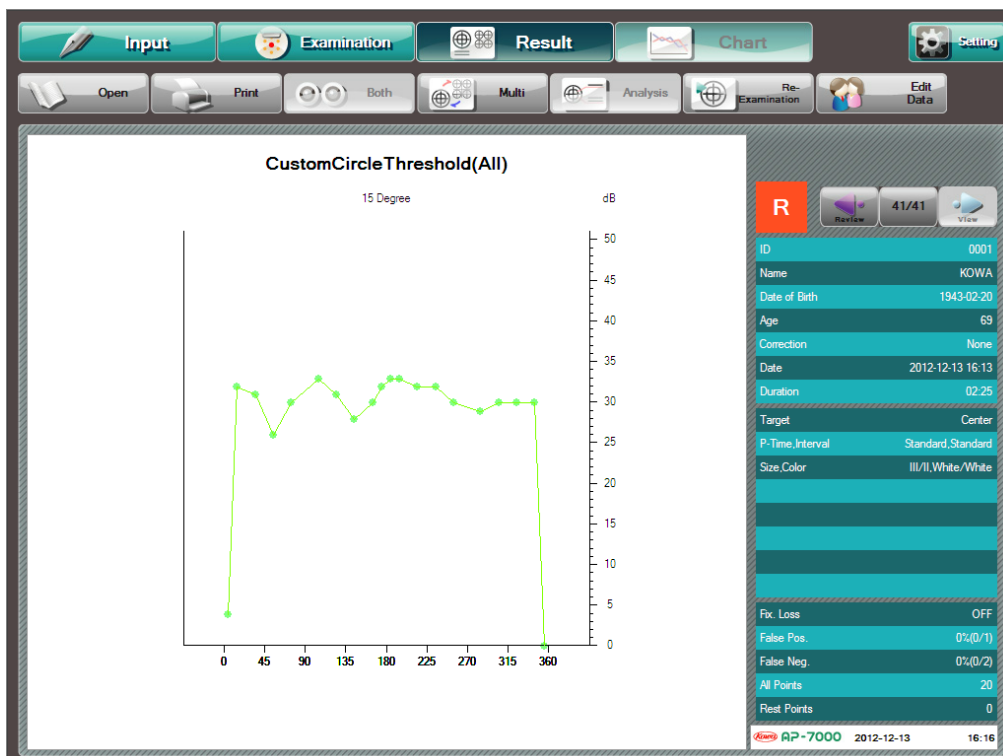 Input Examination Result Chart Setting
Open Print Both Multi Analysis Re-Examination Edit Data
CustomCircleThreshold(All)
15 Degree dB
50
45
40
35
30
25
20
15
10
5
0
0 45 90 135 180 225 270 315 360
R Review 41/41 View
ID 0001
Name KOWA
Date of Birth 1943-02-20
Age 69
Correction None
Date 2012-12-13 16:13
Duration 02:25
Target Center
P-Time,Interval Standard,Standard
Size,Color III/II,White/White
Fix. Loss OFF
False Pos. 0%(0/1)
False Neg. 0%(0/2)
All Points 20
Rest Points 0
Kowa AP-7000 2012-12-13 16:16